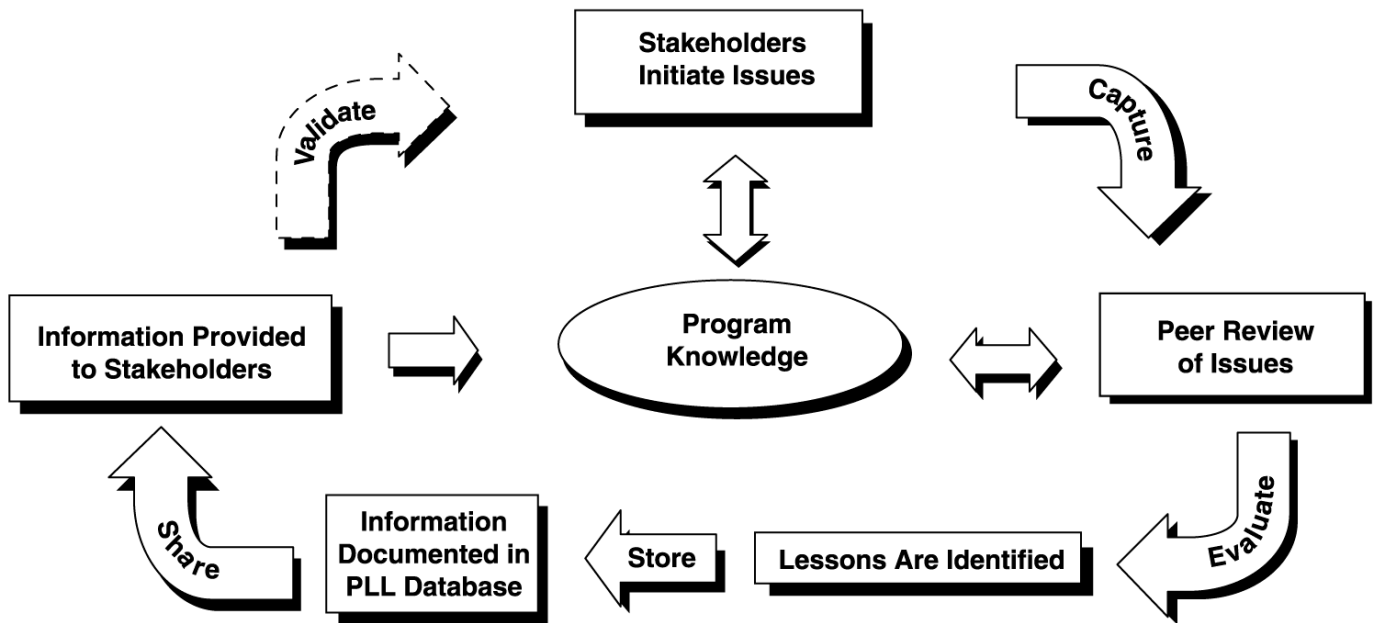 Stakeholders
Initiate Issues
Capture
Validate
Information Provided
to Stakeholders
Program
Knowledge
Peer Review
of Issues
Evaluate
Lessons Are Identified
Store
Information
Documented in
PLL Database
Share